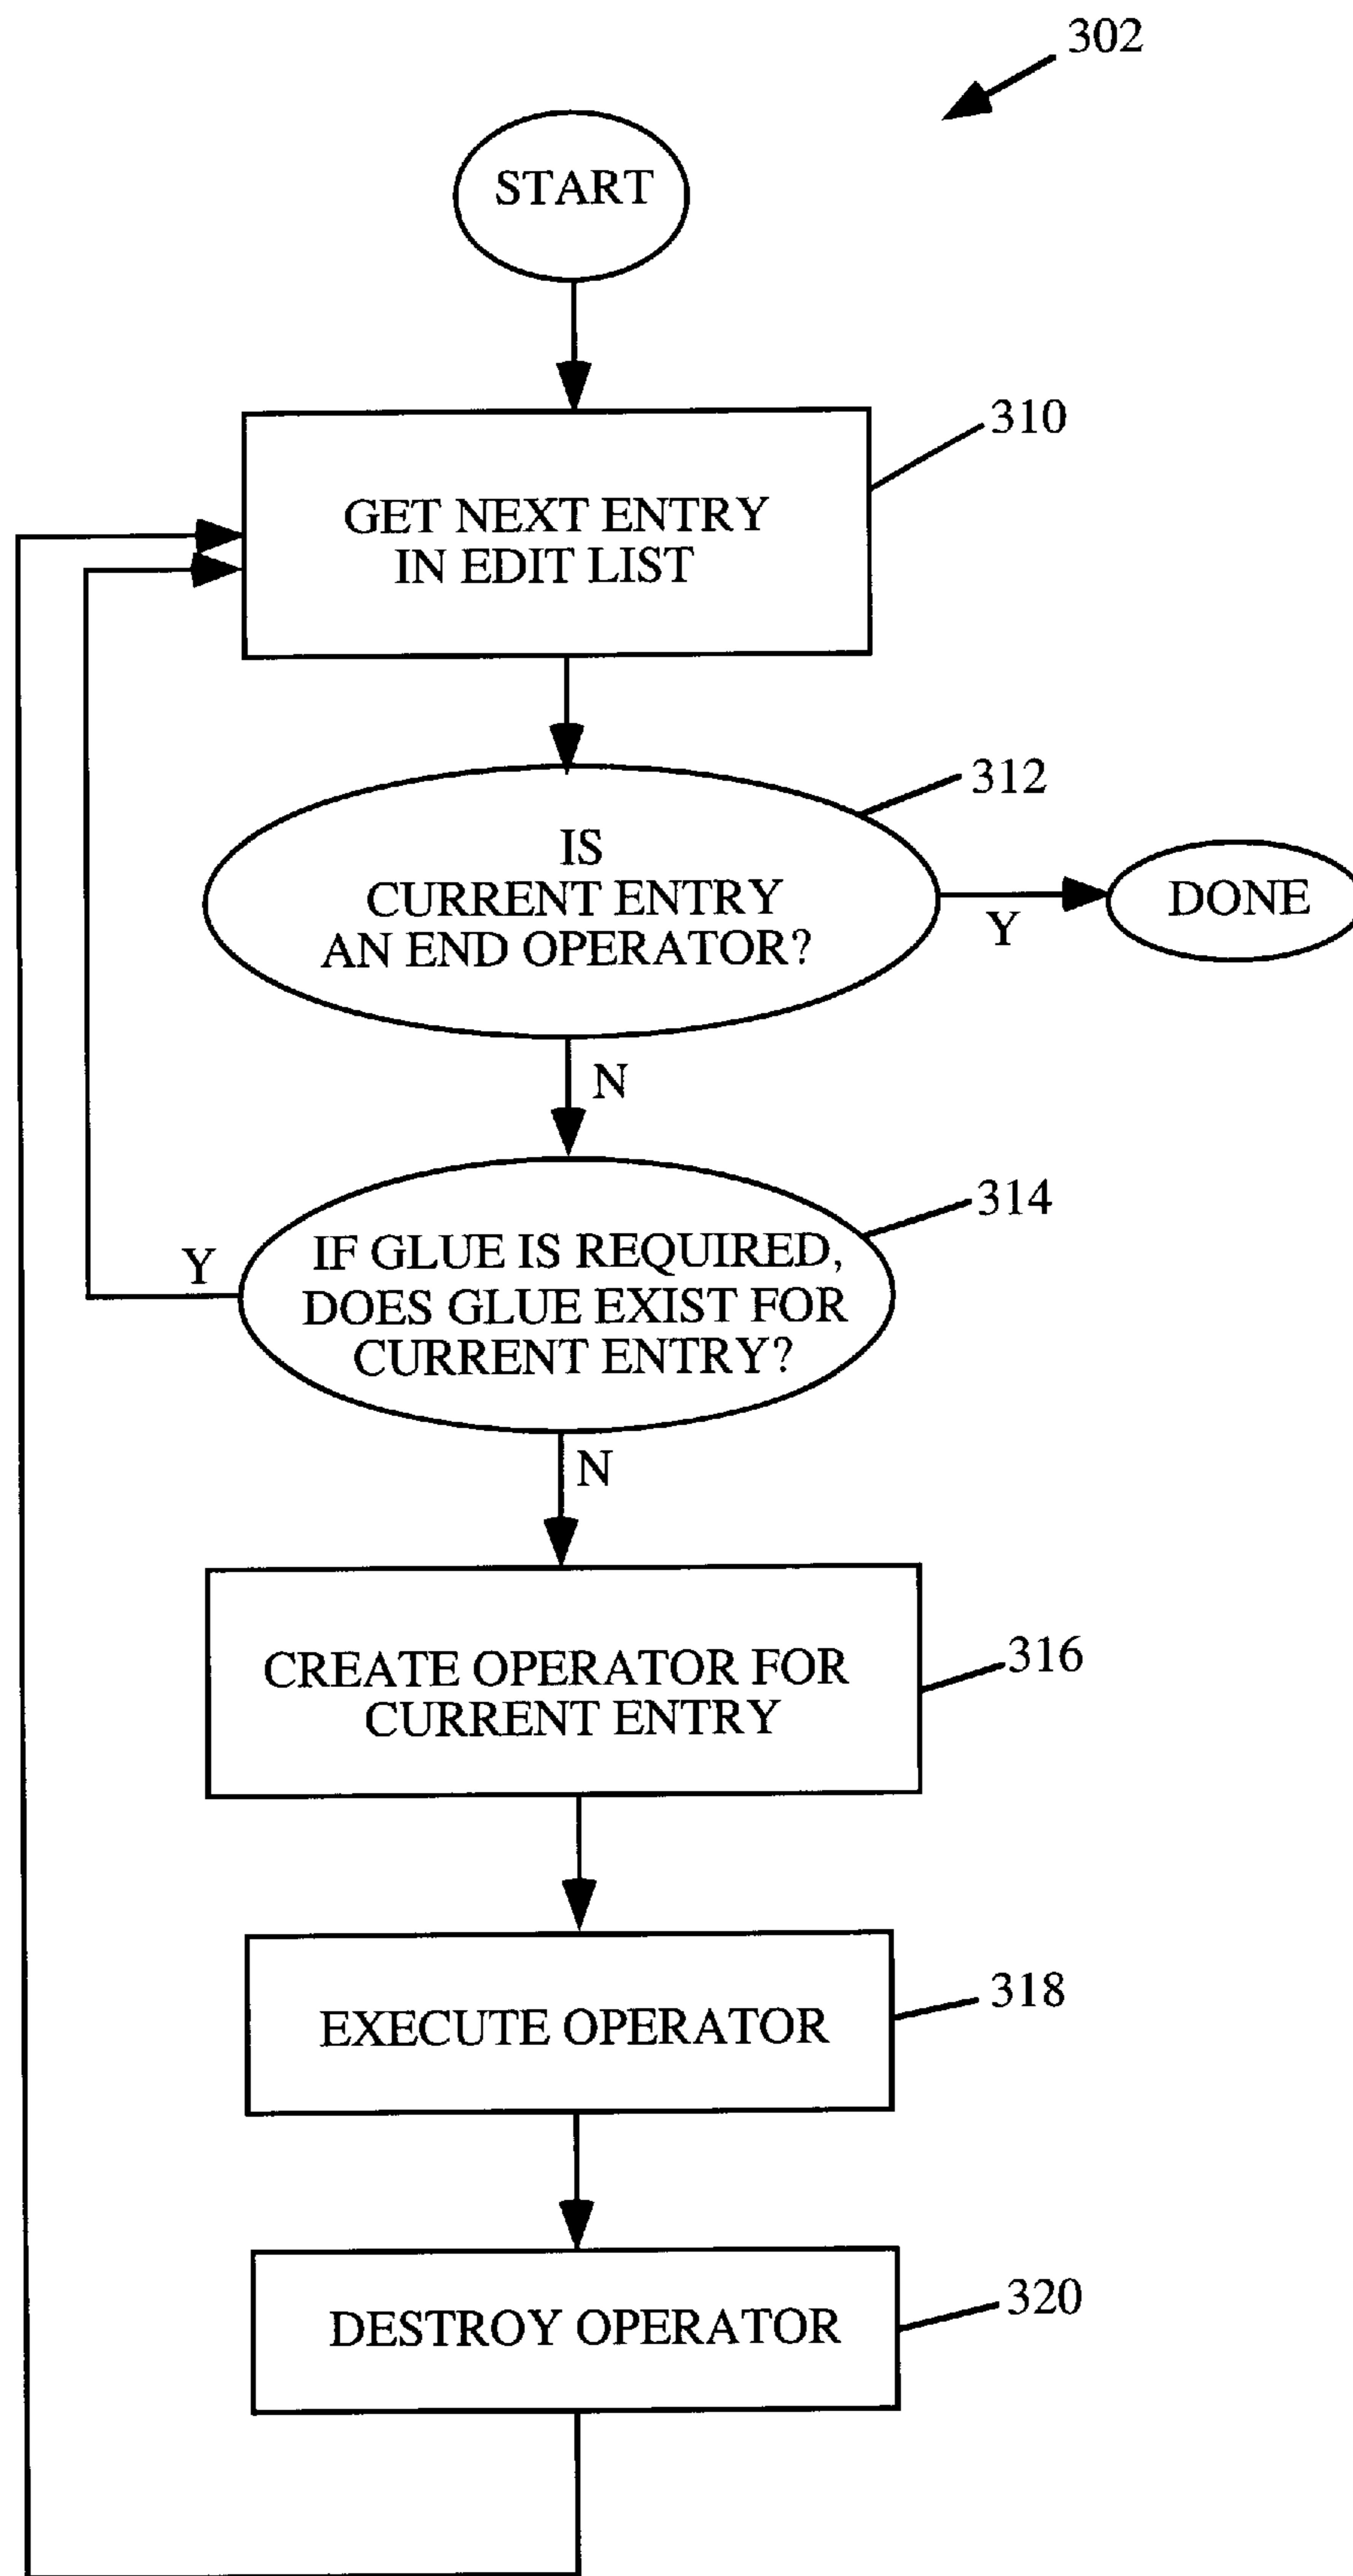 302
START
310
GET NEXT ENTRY
IN EDIT LIST
312
IS
CURRENT ENTRY
AN END OPERATOR?
Y
DONE
N
314
IF GLUE IS REQUIRED,
DOES GLUE EXIST FOR
CURRENT ENTRY?
Y
N
316
CREATE OPERATOR FOR
CURRENT ENTRY
318
EXECUTE OPERATOR
320
DESTROY OPERATOR